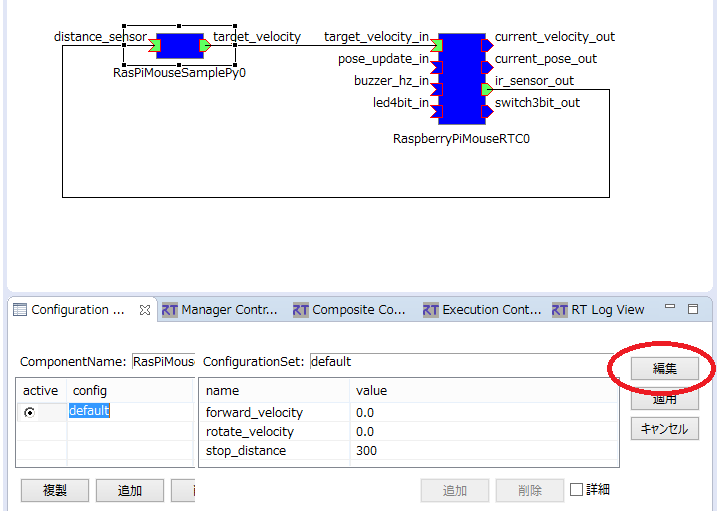 distance_sensor target_velocity target_velocity_in current_velocity_out
pose_update_in current_pose_out
RasPiMouseSamplePy0
buzzer_hz_in ir_sensor_out
led4bit_in switch3bit_out
RaspberryPiMouseRTC0
Configuration ... RT Manager Contr... RT Composite Co... RT Execution Cont... RT RT Log View
ComponentName: RasPiMouse ConfigurationSet: default 編集
active config name value 適用
default forward_velocity 0.0
rotate_velocity 0.0 キャンセル
stop_distance 300
複製 追加 追加 削除 詳細